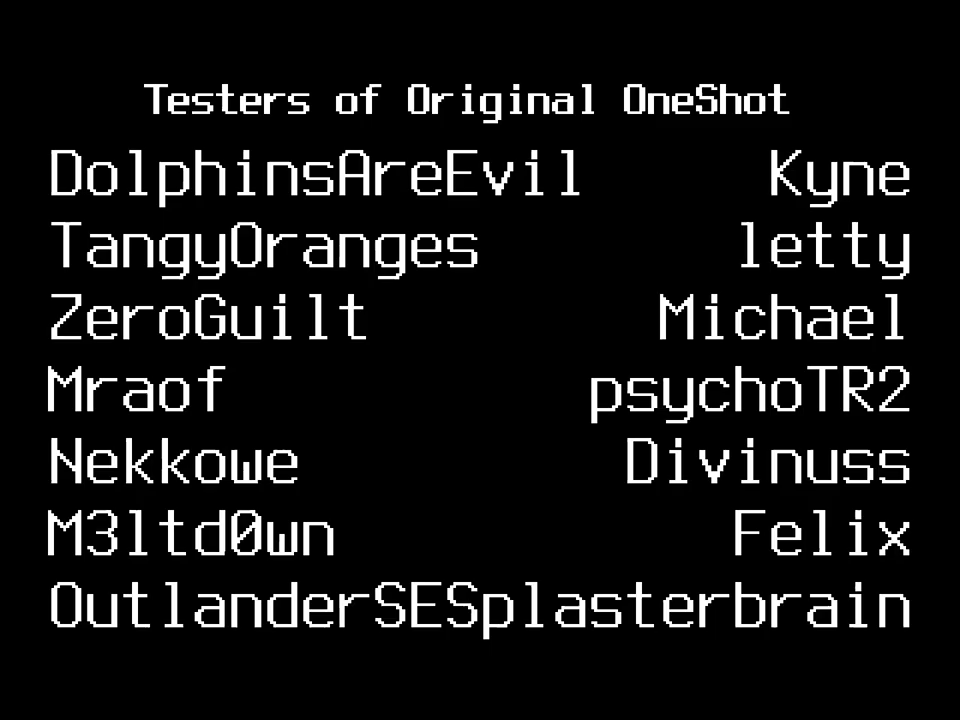 Testers of Original OneShot
DolphinsAreEvil Kyne
TangyOranges letty
ZeroGuilt Michael
Mraof psychoTR2
Nekkowe Divinuss
M3ltd0wn Felix
OutlanderSESplasterbrain